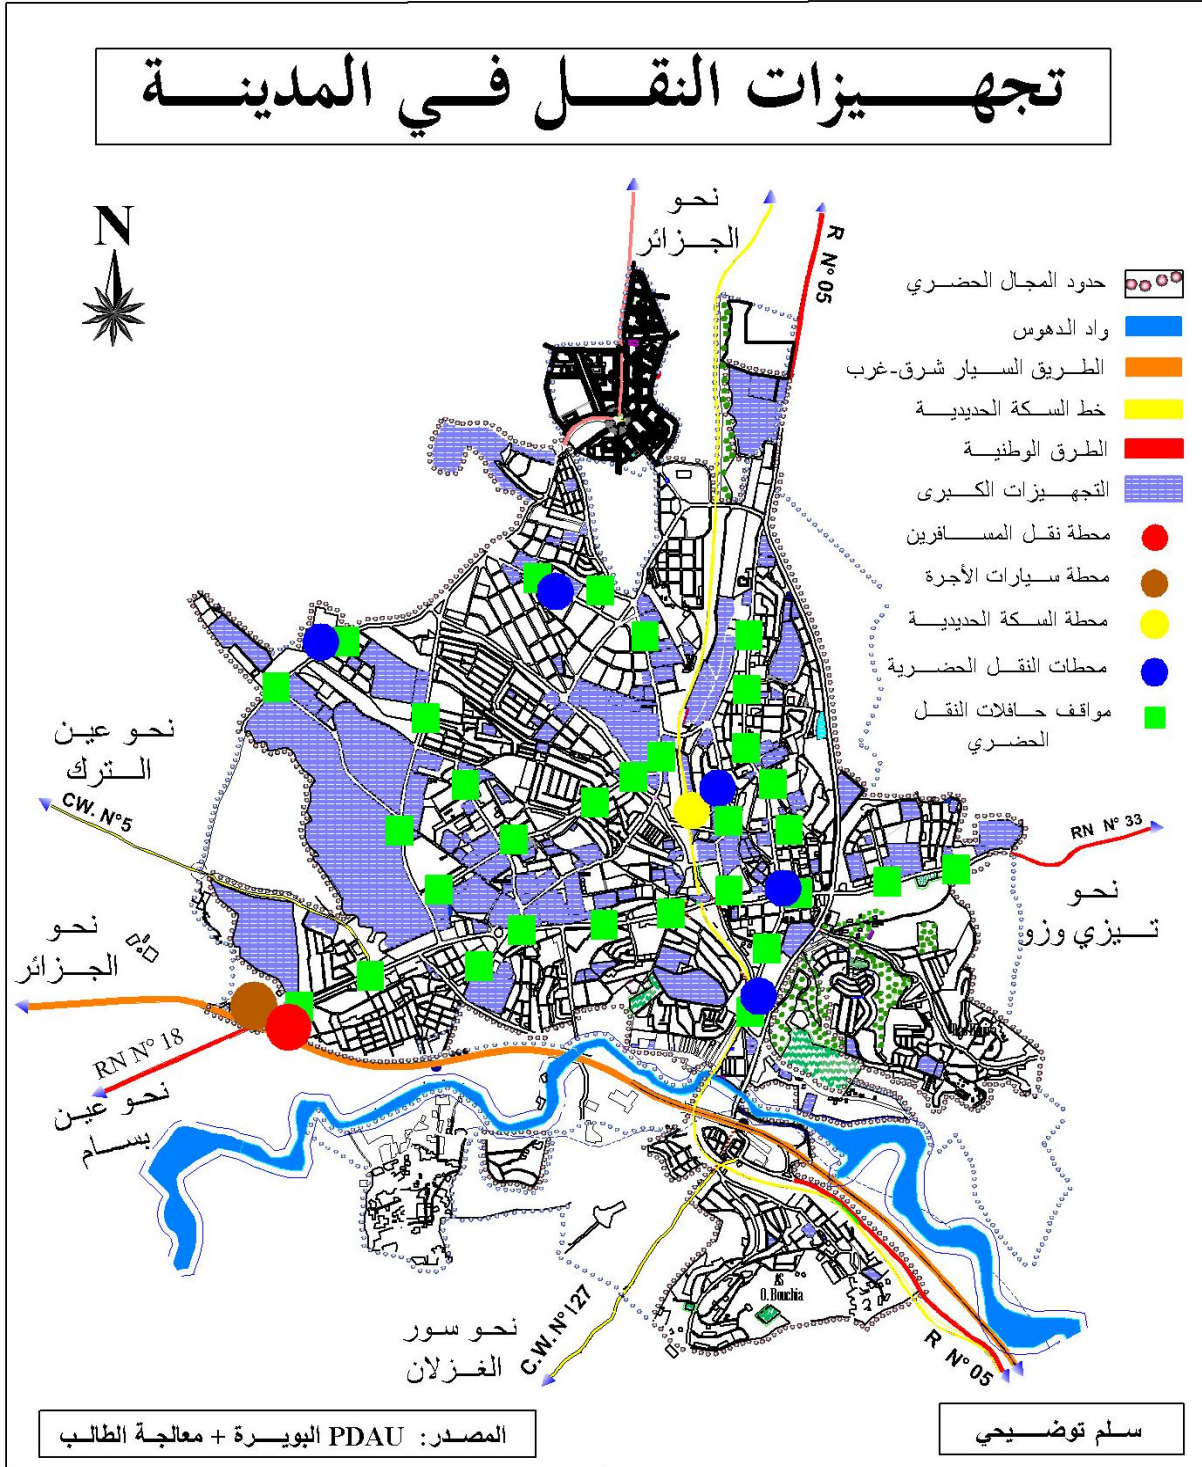 تجهيزات النقل في المدينة
N
نحو
الجزائر
R N° 05
حدود المجال الحضري
واد الدهوس
الطريق السيار شرق-غرب
خط السكة الحديدية
الطرق الوطنية
التجهيزات الكبرى
محطة نقل المسافرين
محطة سيارات الأجرة
محطة السكة الحديدية
محطات النقل الحضرية
مواقف حافلات النقل
الحضري
نحو عين
الترك
CW. N°5
RN N° 33
نحو
تيزي وزو
نحو
الجزائر
RN N° 18
نحو عين
بسام
AS
O. Bouchia
نحو سور
الغزلان
C.W. N°127
R N° 05
المصدر: PDAU البويرة + معالجة الطالب
سلم توضيحي